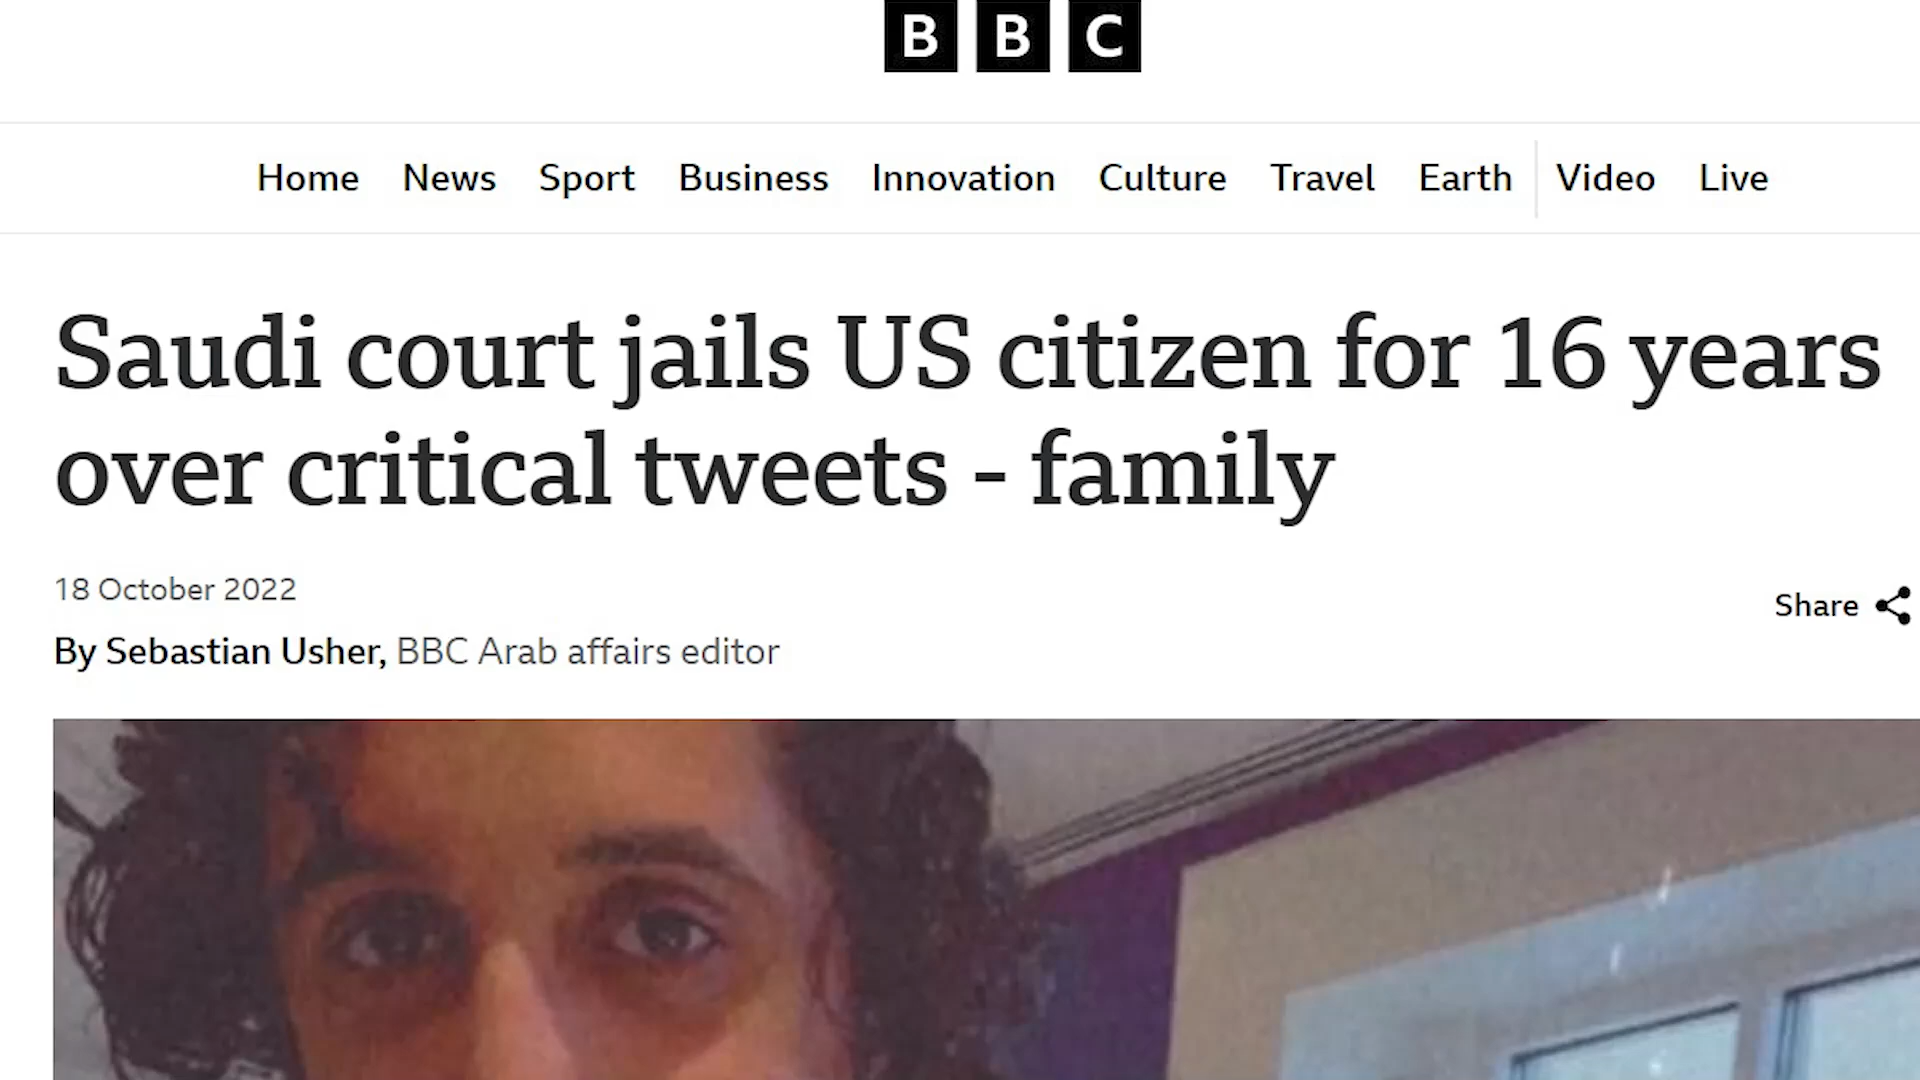 BBC
Home News Sport Business Innovation Culture Travel Earth Video Live
Saudi court jails US citizen for 16 years
over critical tweets - family
18 October 2022
Share
By Sebastian Usher, BBC Arab affairs editor